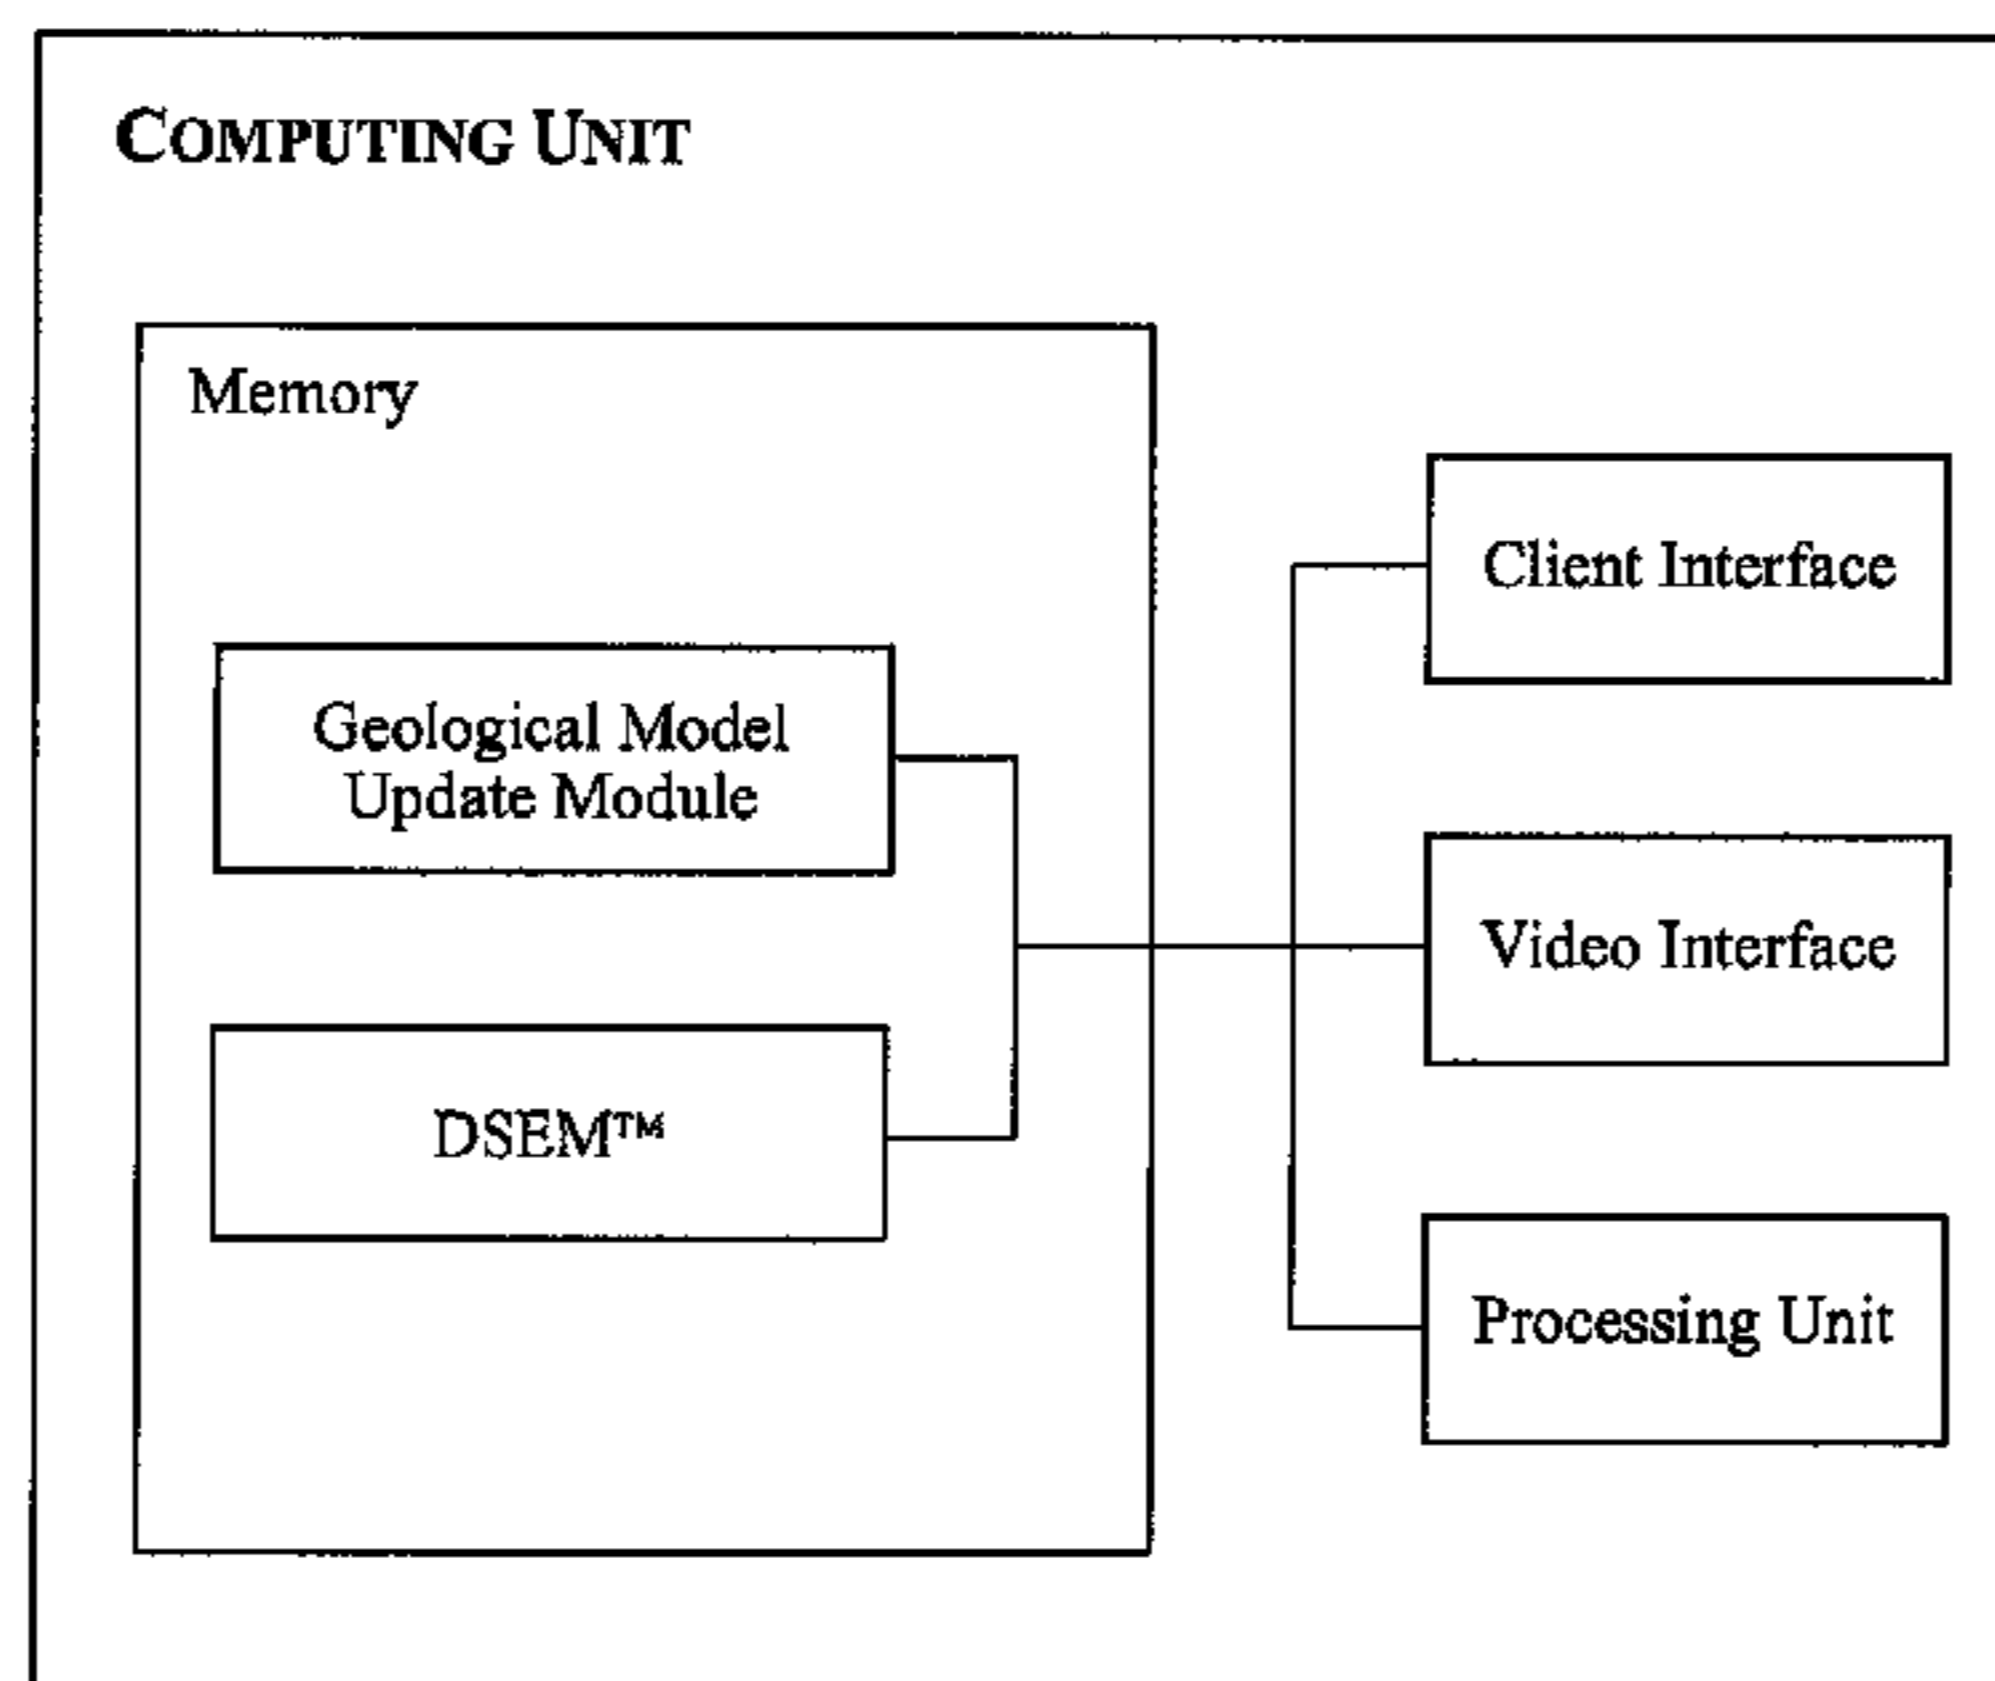 COMPUTING UNIT
Memory
Geological Model
Update Module
DSEM™
Client Interface
Video Interface
Processing Unit